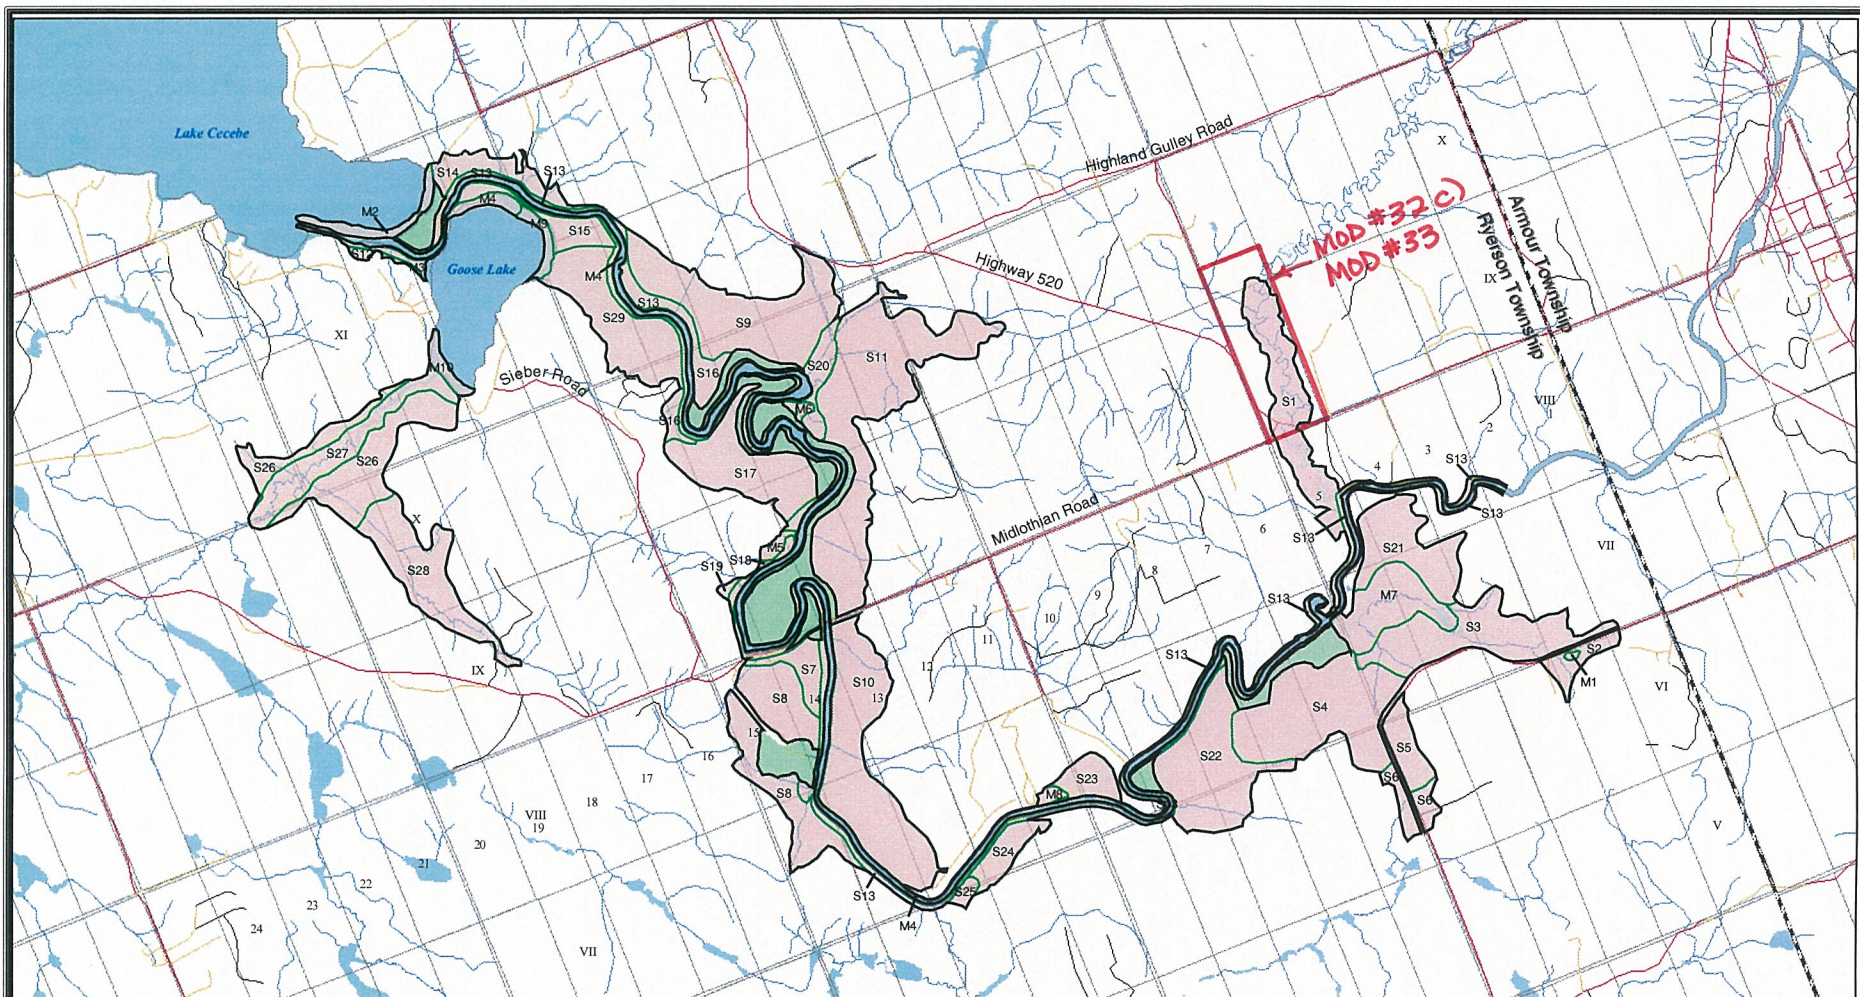 Lake Cecebe
Highland Gulley Road
X
MOD #32 C)
MOD #33
Armour Township
Ryerson Township
S14
S13
S13
M4
M2
S12
M3
M9
S15
Goose Lake
Highway 520
IX
M4
S13
S29
S9
XI
S11
S20
M10
Sieber Road
S16
S1
VIII
1
M6
S16
2
3
4
S13
S26
S27
S26
S17
5
S13
X
Midlothian Road
6
S13
VII
7
S21
M5
S18
S19
S28
8
9
S13
M7
10
S3
11
S2
S13
12
M1
IX
S7
S10
S8
14
13
VI
S4
15
S5
16
S22
17
S23
S6
S8
M8
S6
18
VIII
19
V
20
S24
21
22
S25
S13
23
M4
24
VII